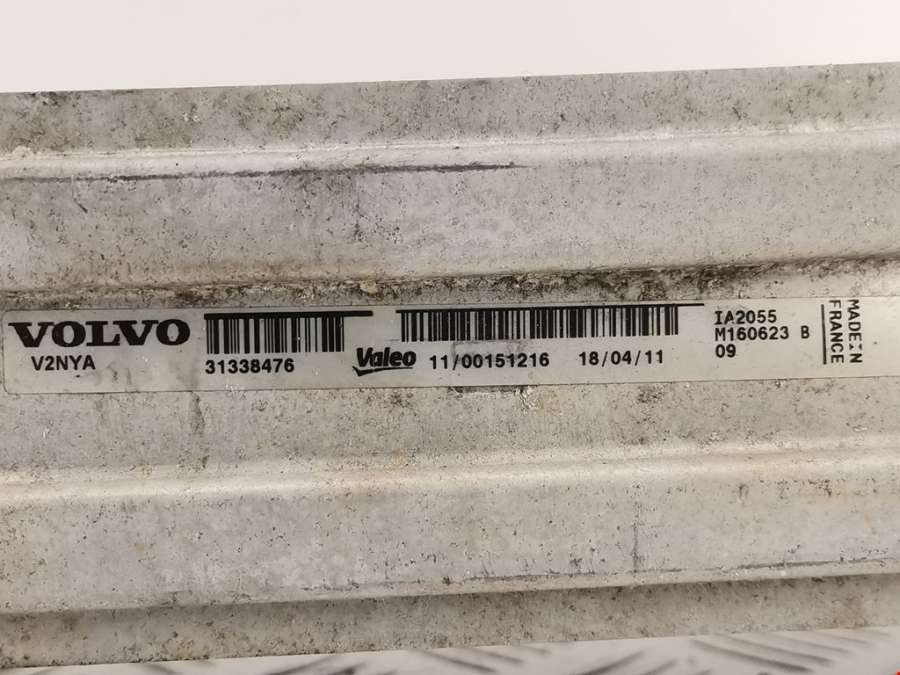 VOLVO
V2NYA
31338476
Valeo
11/00151216
18/04/11
IA2055
M160623 B
09
MADE IN
FRANCE